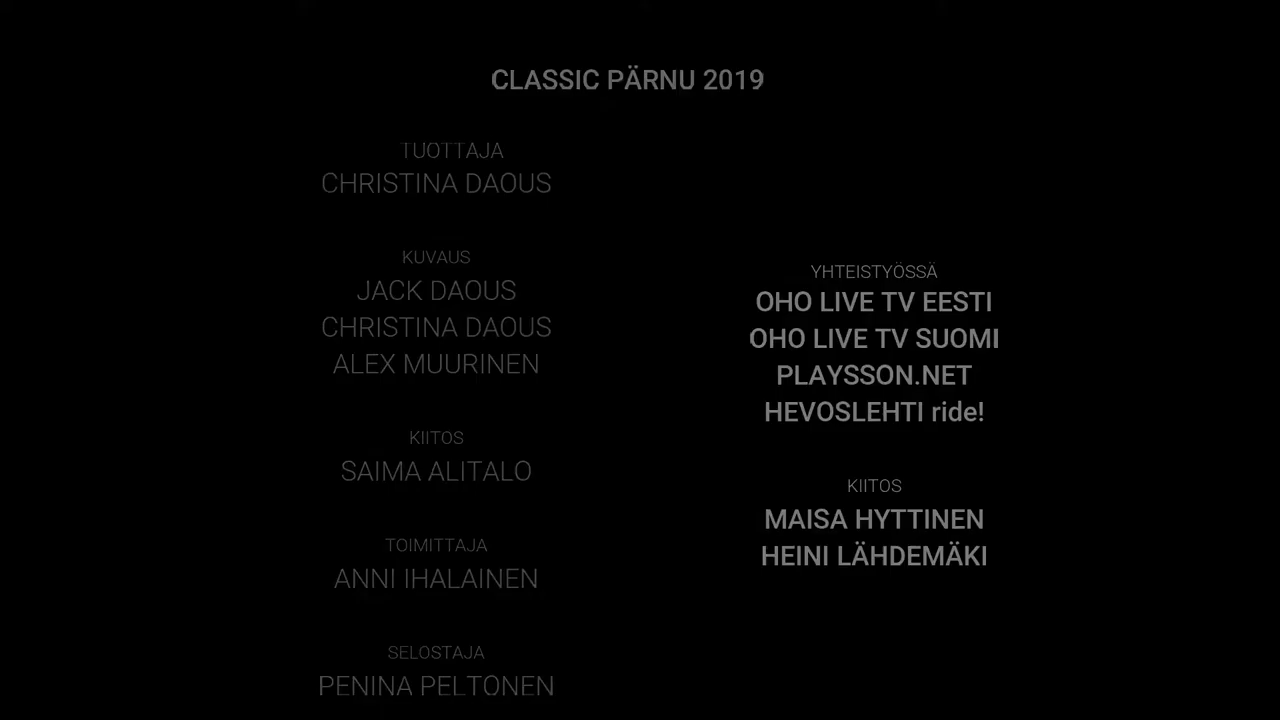 CLASSIC PÄRNU 2019
TUOTTAJA
CHRISTINA DAOUS
KUVAUS
JACK DAOUS
CHRISTINA DAOUS
ALEX MUURINEN
KIITOS
SAIMA ALITALO
TOIMITTAJA
ANNI IHALAINEN
SELOSTAJA
PENINA PELTONEN
YHTEISTYÖSSÄ
OHO LIVE TV EESTI
OHO LIVE TV SUOMI
PLAYSSON.NET
HEVOSLEHTI ride!
KIITOS
MAISA HYTTINEN
HEINI LÄHDEMÄKI